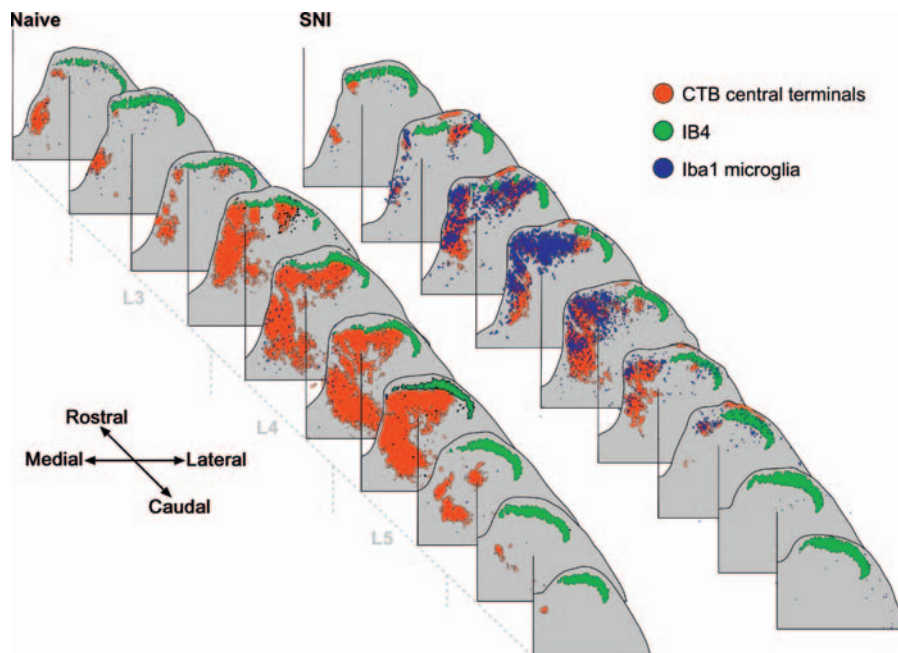 Naive
SNI
CTB central terminals
IB4
Iba1 microglia
L3
L4
L5
Rostral
Medial
Lateral
Caudal